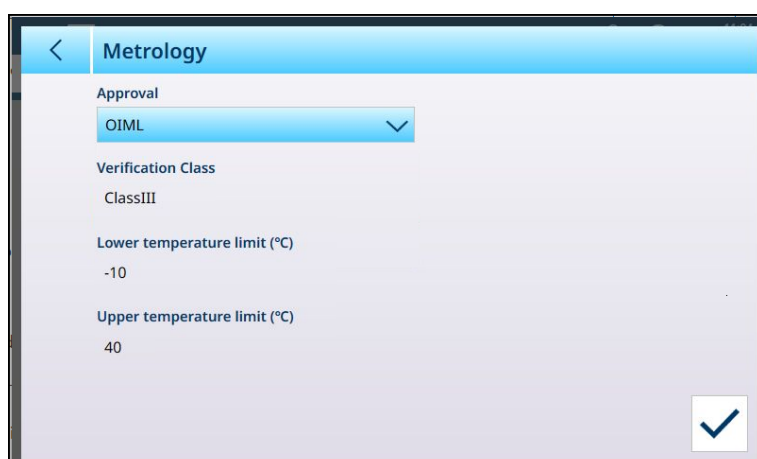 Metrology
Approval
OIML
Verification Class
ClassIII
Lower temperature limit (°C)
-10
Upper temperature limit (°C)
40